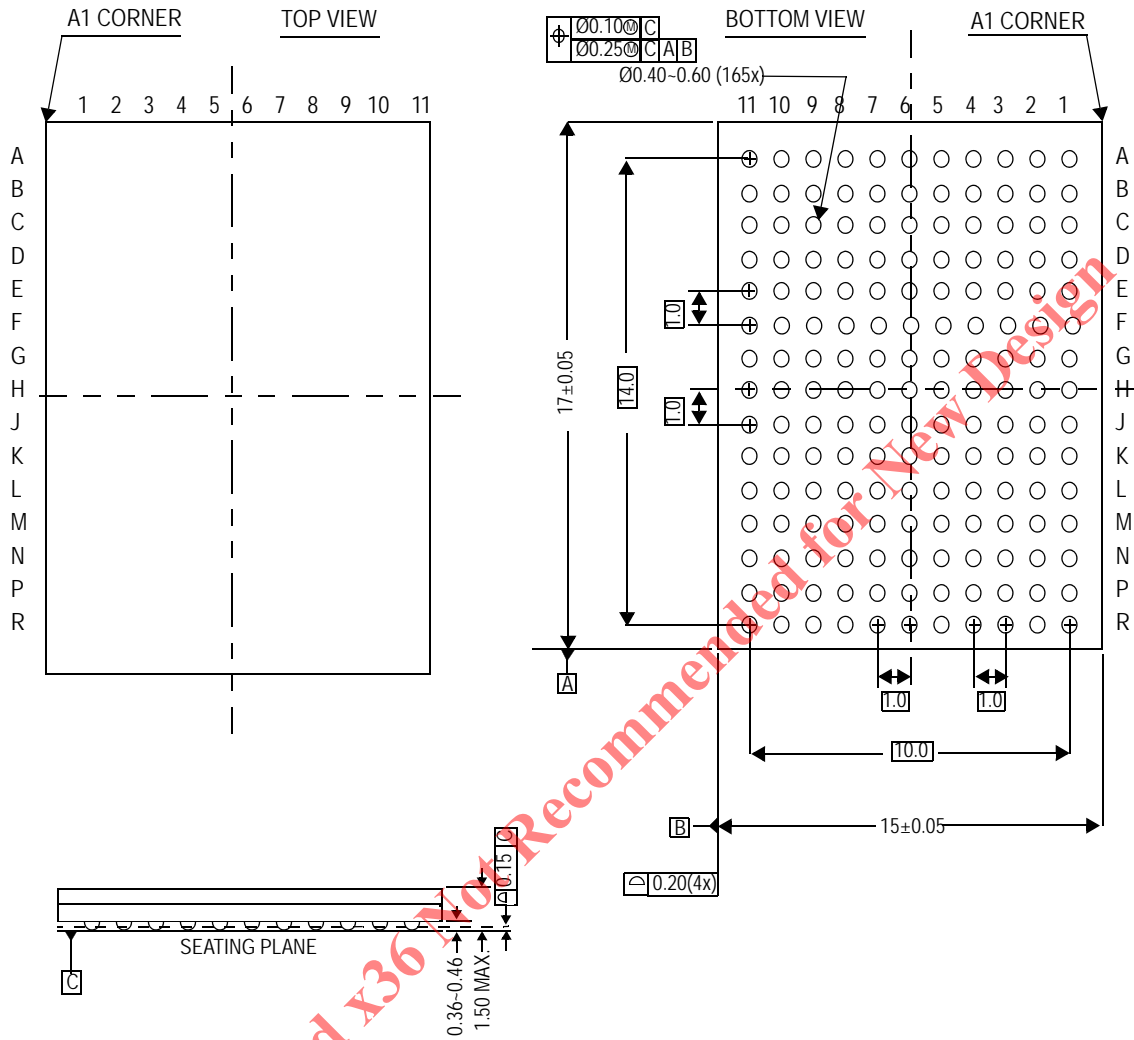 A1 CORNER
TOP VIEW
1 2 3 4 5 6 7 8 9 10 11
A
B
C
D
E
F
G
H
J
K
L
M
N
P
R
Ø0.10Ⓜ C
Ø0.25Ⓜ C A B
BOTTOM VIEW
A1 CORNER
Ø0.40~0.60 (165x)
11 10 9 8 7 6 5 4 3 2 1
A
B
C
D
E
F
G
H
J
K
L
M
N
P
R
1.0
17±0.05
14.0
1.0
A
1.0
1.0
10.0
B
15±0.05
0.20(4x)
0.15 C
SEATING PLANE
C
0.36~0.46
1.50 MAX.
d x36 Not Recommended for New Design